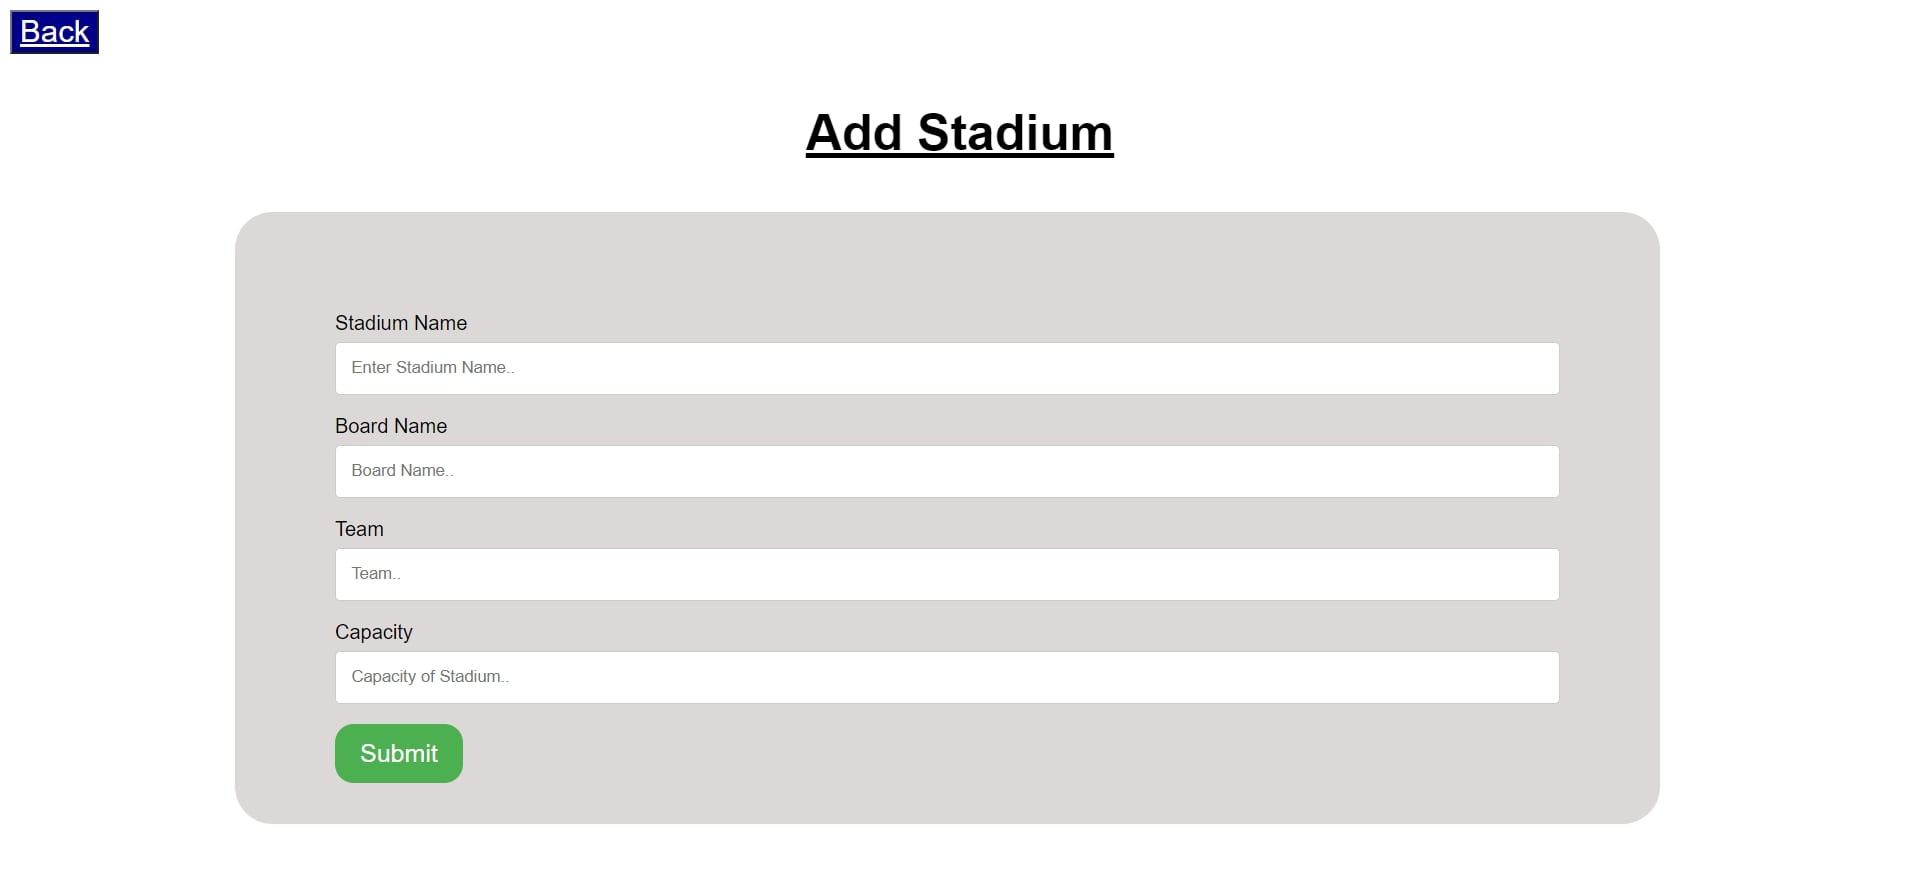 Back
Add Stadium
Stadium Name
Enter Stadium Name..
Board Name
Board Name..
Team
Team..
Capacity
Capacity of Stadium..
Submit